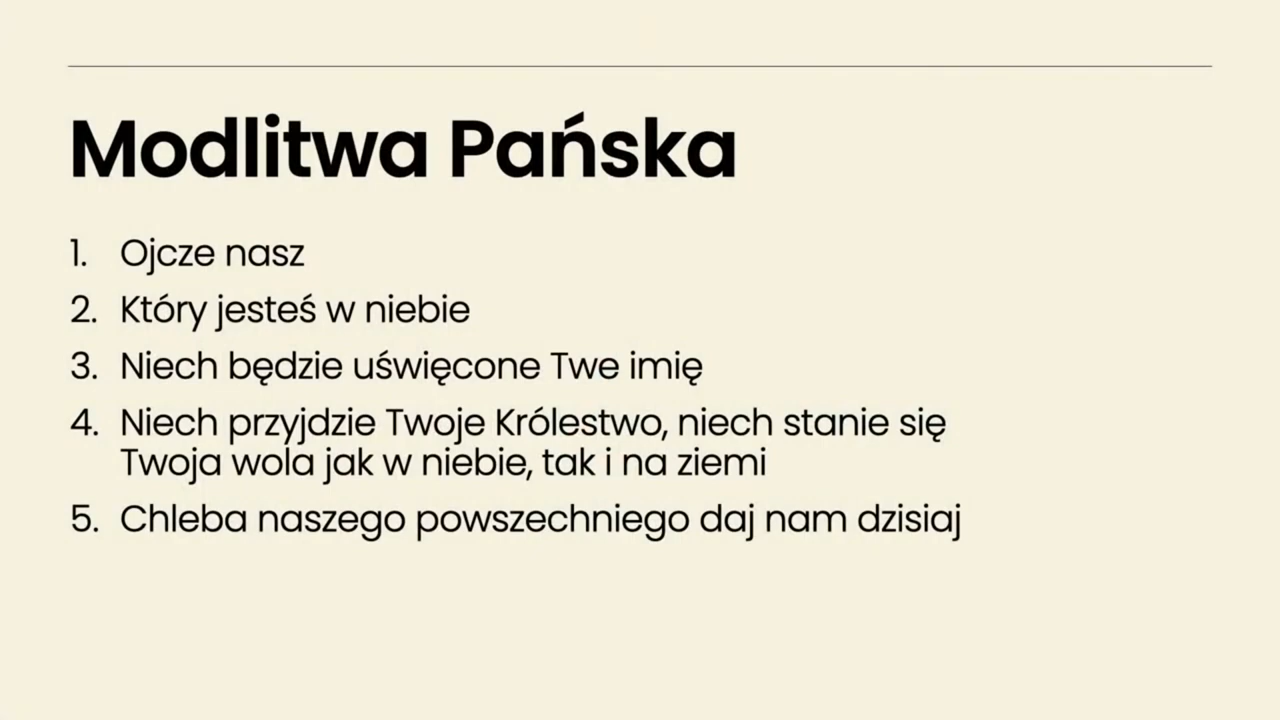 Modlitwa Pańska
1. Ojcze nasz
2. Który jesteś w niebie
3. Niech będzie uświęcone Twe imię
4. Niech przyjdzie Twoje Królestwo, niech stanie się
Twoja wola jak w niebie, tak i na ziemi
5. Chleba naszego powszechniego daj nam dzisiaj